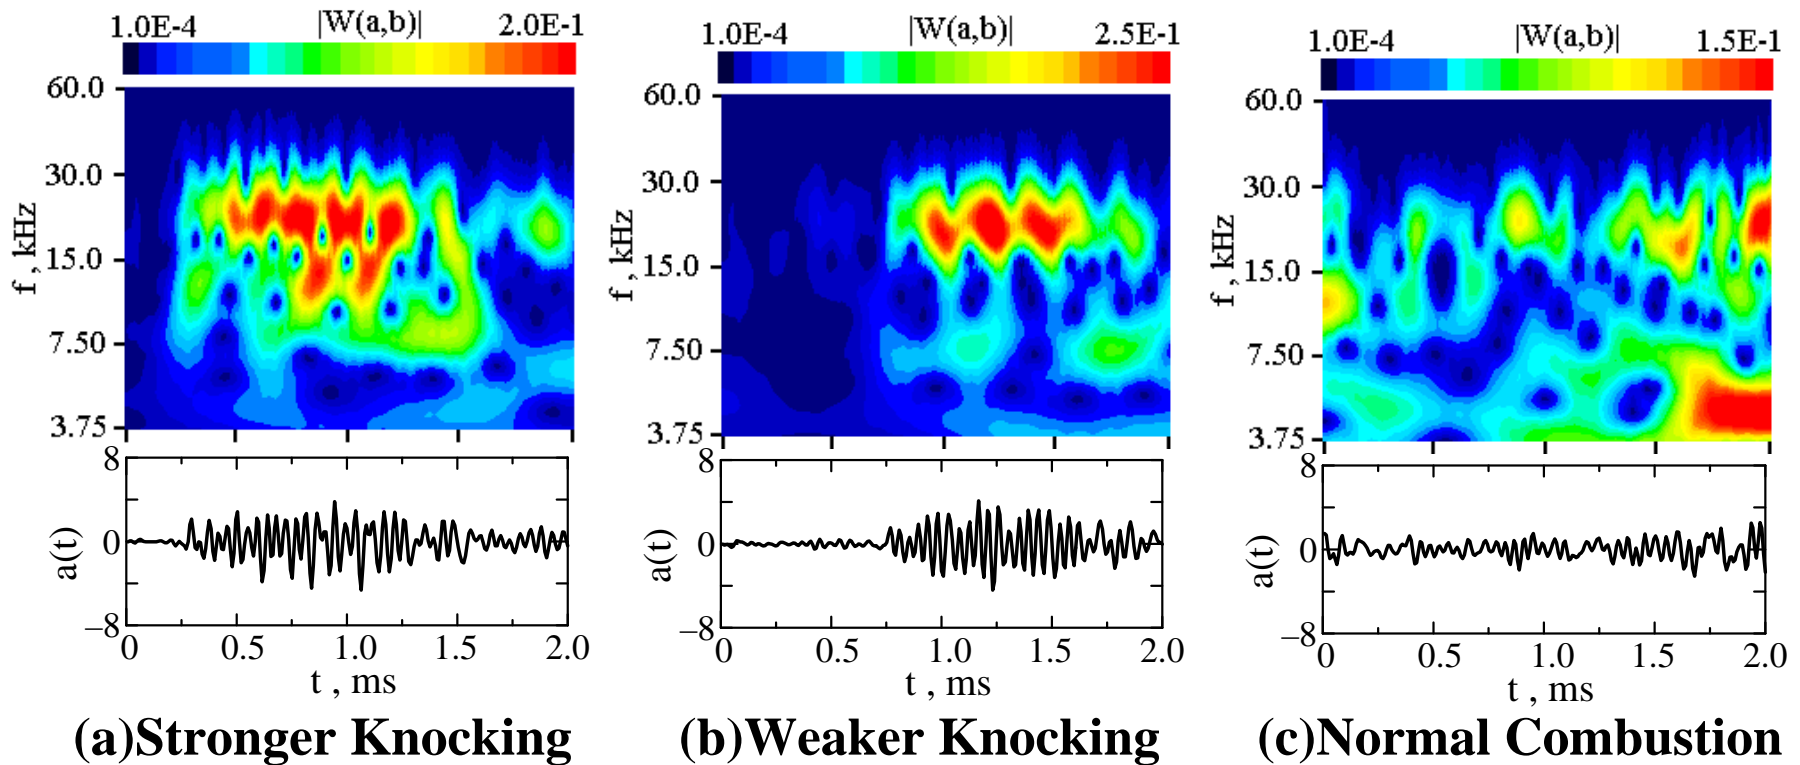 1.0E-4 |W(a,b)| 2.0E-1
60.0
30.0
15.0
7.50
3.75
f , kHz
8
0
−8
a(t)
0 0.5 1.0 1.5 2.0
t , ms
(a)Stronger Knocking
1.0E-4 |W(a,b)| 2.5E-1
60.0
30.0
15.0
7.50
3.75
f , kHz
8
0
−8
a(t)
0 0.5 1.0 1.5 2.0
t , ms
(b)Weaker Knocking
1.0E-4 |W(a,b)| 1.5E-1
60.0
30.0
15.0
7.50
3.75
f , kHz
8
0
−8
a(t)
0 0.5 1.0 1.5 2.0
t , ms
(c)Normal Combustion